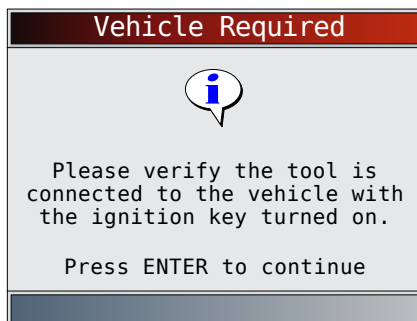 Vehicle Required
i
Please verify the tool is
connected to the vehicle with
the ignition key turned on.
Press ENTER to continue